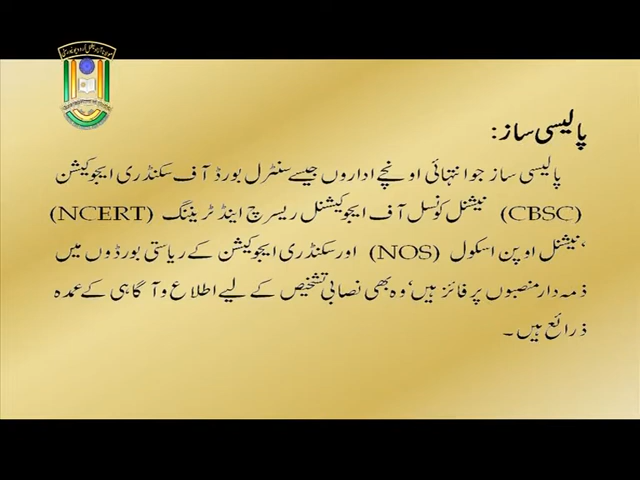 پالیسی ساز:
پالیسی ساز جو انتہائی اونچے اداروں جیسے سنٹرل بورڈ آف سکنڈری ایجوکیشن
(CBSC) نیشنل کونسل آف ایجوکیشنل ریسرچ اینڈ ٹریننگ (NCERT)
،نیشنل اوپن اسکول (NOS) اور سکنڈری ایجوکیشن کے ریاستی بورڈوں میں
ذمہ دار منصبوں پر فائز ہیں، وہ بھی نصابی تشخیص کے لیے اطلاع و آگاہی کے عمدہ
ذرائع ہیں۔